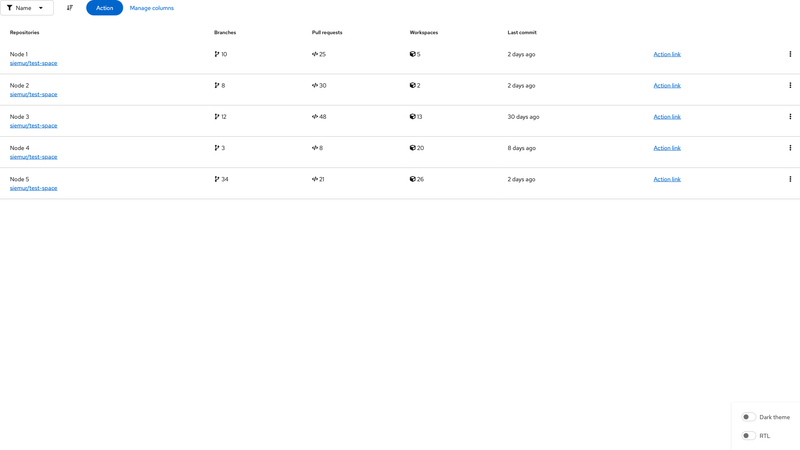 Name Action Manage columns
Repositories Branches Pull requests Workspaces Last commit
Node 1 10 25 5 2 days ago Action link
siemur/test-space
Node 2 8 30 2 2 days ago Action link
siemur/test-space
Node 3 12 48 13 30 days ago Action link
siemur/test-space
Node 4 3 8 20 8 days ago Action link
siemur/test-space
Node 5 34 21 26 2 days ago Action link
siemur/test-space
Dark theme
RTL